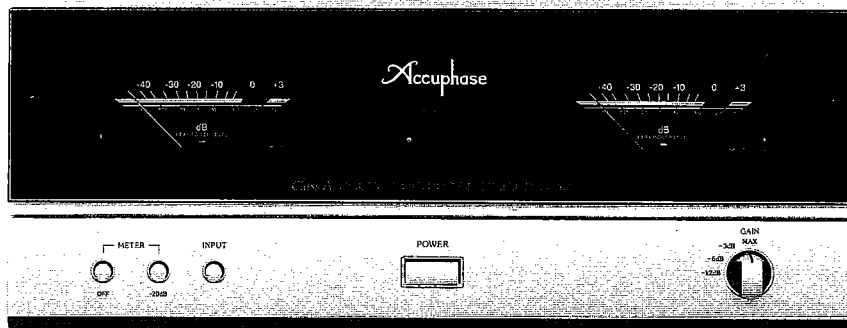 Accuphase
-40 -30 -20 -10 0 +3
dB
-40 -30 -20 -10 0 +3
dB
METER
INPUT
POWER
GAIN
MAX
-3dB
-6dB
-12dB
OFF
-20dB